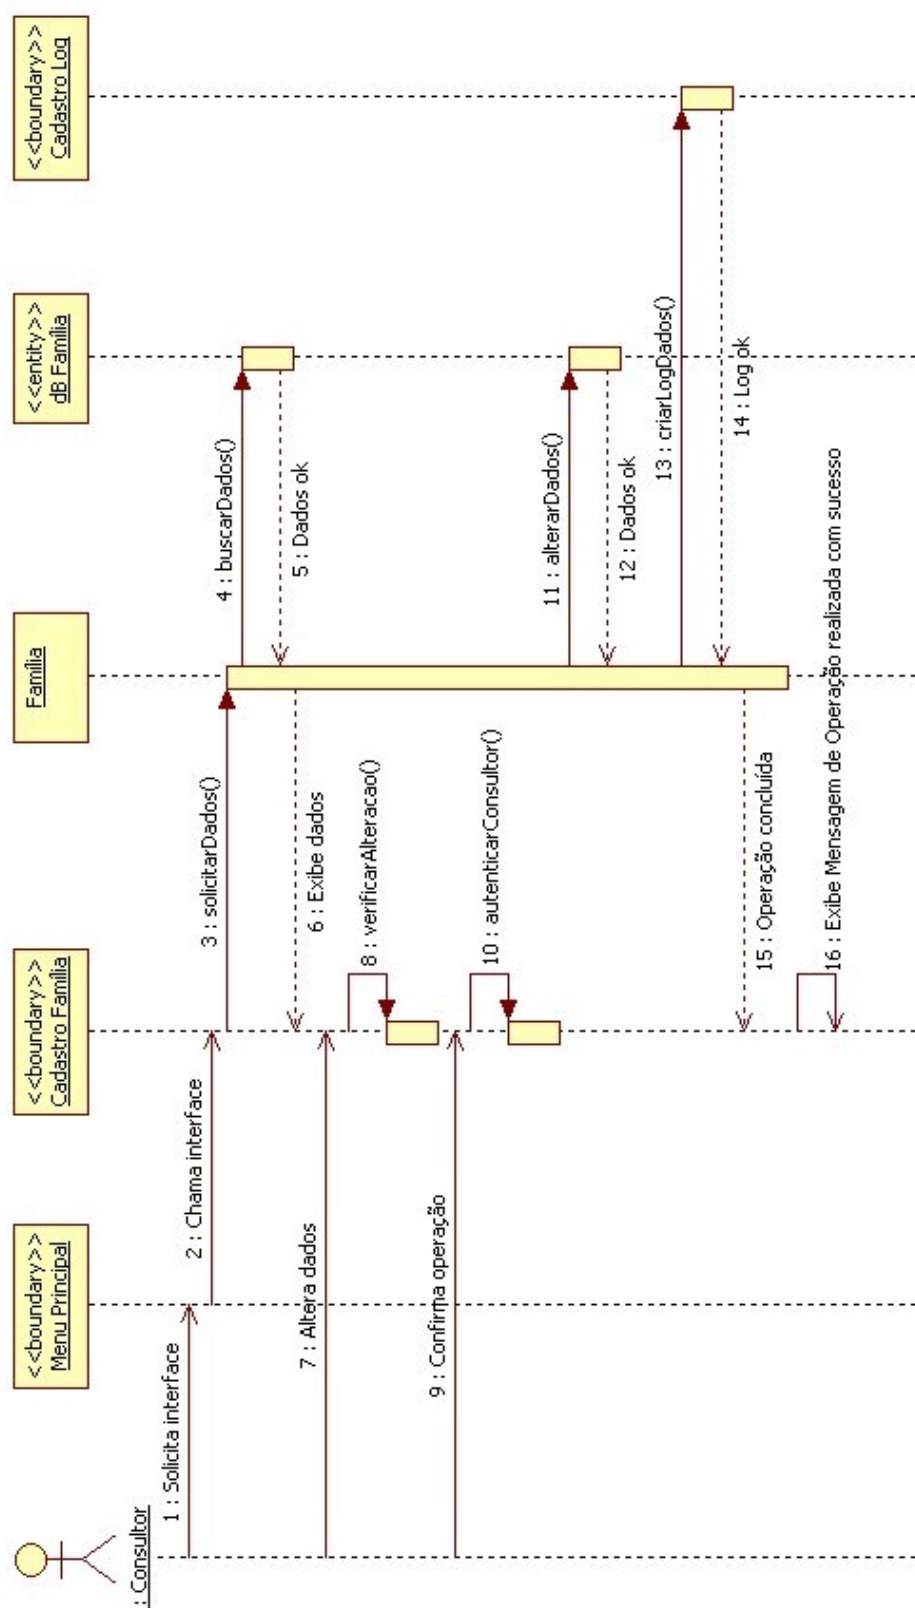 : Consultor
<<boundary>>
Menu Principal
<<boundary>>
Cadastro Família
Família
<<entity>>
dB Família
<<boundary>>
Cadastro Log
1 : Solicita interface
2 : Chama interface
3 : solicitarDados()
4 : buscarDados()
5 : Dados ok
6 : Exibe dados
7 : Altera dados
8 : verificarAlteracao()
9 : Confirma operação
10 : autenticarConsultor()
11 : alterarDados()
12 : Dados ok
13 : criarLogDados()
14 : Log ok
15 : Operação concluída
16 : Exibe Mensagem de Operação realizada com sucesso